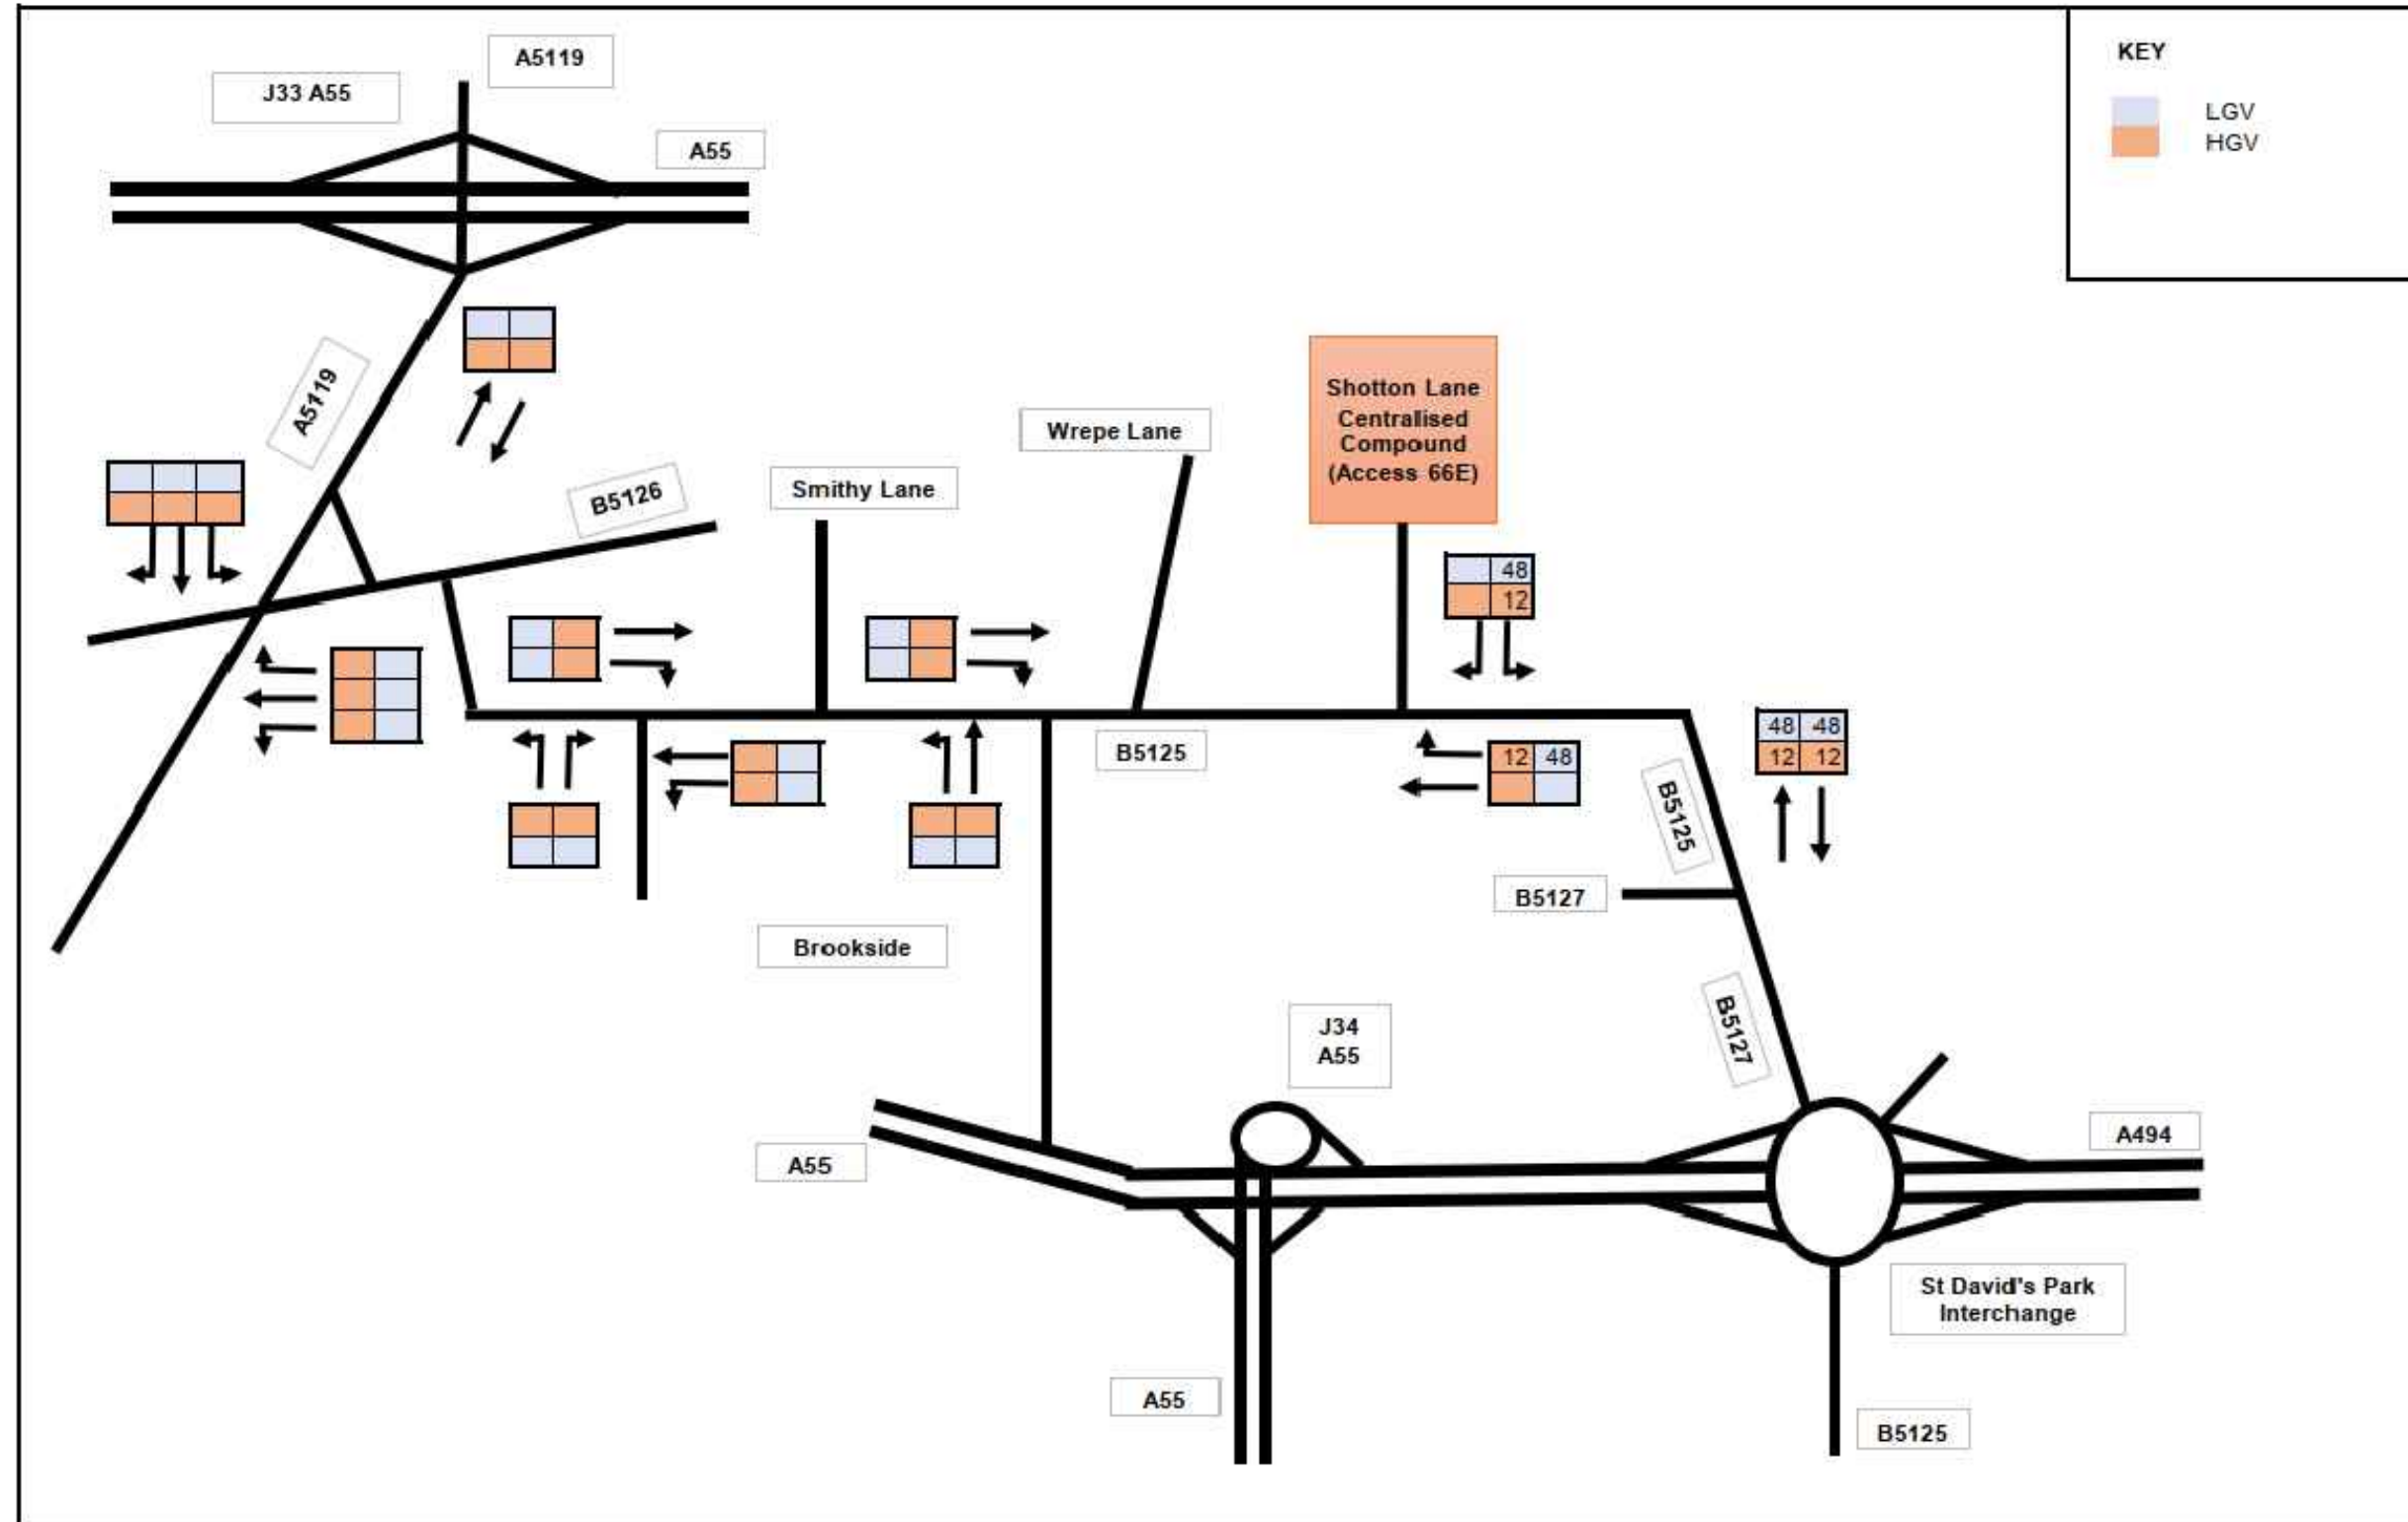 A5119
KEY
J33 A55
LGV
HGV
A55
A5119
Shotton Lane
Centralised
Compound
(Access 66E)
Wrepe Lane
B5126
Smithy Lane
48
12
48 48
12 12
B5125
12 48
B5125
B5127
Brookside
J34
A55
B5127
A494
A55
St David's Park
Interchange
A55
B5125